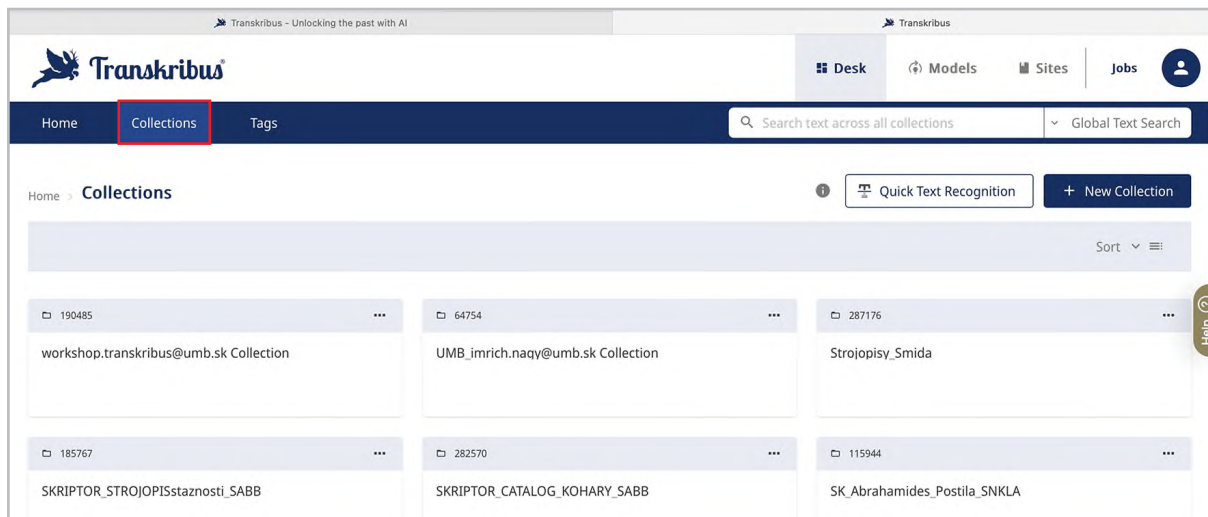 Transkribus - Unlocking the past with AI
Transkribus
Transkribus®
Desk
Models
Sites
Jobs
Home
Collections
Tags
Search text across all collections
Global Text Search
Home > Collections
Quick Text Recognition
+ New Collection
Sort
190485
64754
287176
workshop.transkribus@umb.sk Collection
UMB_imrich.nagy@umb.sk Collection
Strojopisy_Smida
Help
185767
282570
115944
SKRIPTOR_STROJOPISstaznosti_SABB
SKRIPTOR_CATALOG_KOHARY_SABB
SK_Abrahamides_Postila_SNKLA